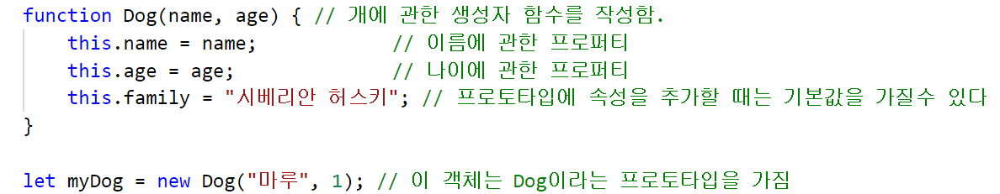 function Dog(name, age) { // 개에 관한 생성자 함수를 작성함.
    this.name = name;            // 이름에 관한 프로퍼티
    this.age = age;              // 나이에 관한 프로퍼티
    this.family = "시베리안 허스키"; // 프로토타입에 속성을 추가할 때는 기본값을 가질수 있다
}
let myDog = new Dog("마루", 1); // 이 객체는 Dog이라는 프로토타입을 가짐